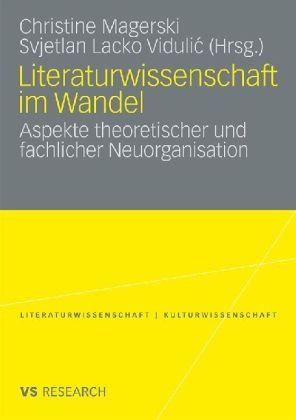 Christine Magerski
Svjetlan Lacko Vidulić (Hrsg.)
Literaturwissenschaft
im Wandel
Aspekte theoretischer und
fachlicher Neuorganisation
LITERATURWISSENSCHAFT | KULTURWISSENSCHAFT
VS RESEARCH